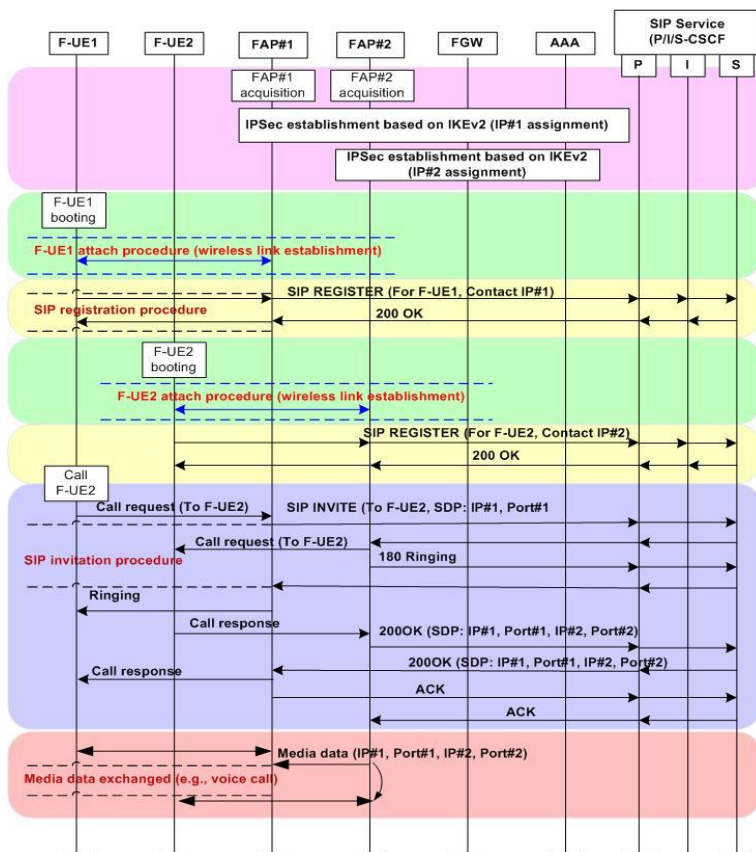 SIP Service
(P/I/S-CSCF
F-UE1
F-UE2
FAP#1
FAP#2
FGW
AAA
P
I
S
FAP#1
acquisition
FAP#2
acquisition
IPSec establishment based on IKEv2 (IP#1 assignment)
IPSec establishment based on IKEv2
(IP#2 assignment)
F-UE1
booting
F-UE1 attach procedure (wireless link establishment)
SIP REGISTER (For F-UE1, Contact IP#1)
SIP registration procedure
200 OK
F-UE2
booting
F-UE2 attach procedure (wireless link establishment)
SIP REGISTER (For F-UE2, Contact IP#2)
200 OK
Call
F-UE2
Call request (To F-UE2)
SIP INVITE (To F-UE2, SDP: IP#1, Port#1
Call request (To F-UE2)
SIP invitation procedure
180 Ringing
Ringing
Call response
200OK (SDP: IP#1, Port#1, IP#2, Port#2)
200OK (SDP: IP#1, Port#1, IP#2, Port#2)
Call response
ACK
ACK
Media data (IP#1, Port#1, IP#2, Port#2)
Media data exchanged (e.g., voice call)